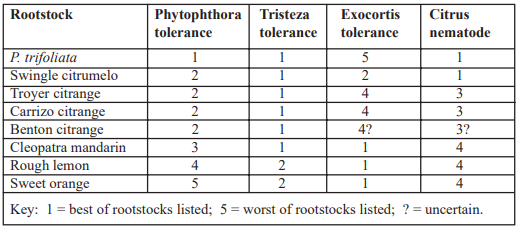 Rootstock Phytophthora tolerance Tristeza tolerance Exocortis tolerance Citrus nematode
P. trifoliata 1 1 5 1
Swingle citrumelo 2 1 2 1
Troyer citrange 2 1 4 3
Carrizo citrange 2 1 4 3
Benton citrange 2 1 4? 3?
Cleopatra mandarin 3 1 1 4
Rough lemon 4 2 1 4
Sweet orange 5 2 1 4
Key: 1 = best of rootstocks listed; 5 = worst of rootstocks listed; ? = uncertain.